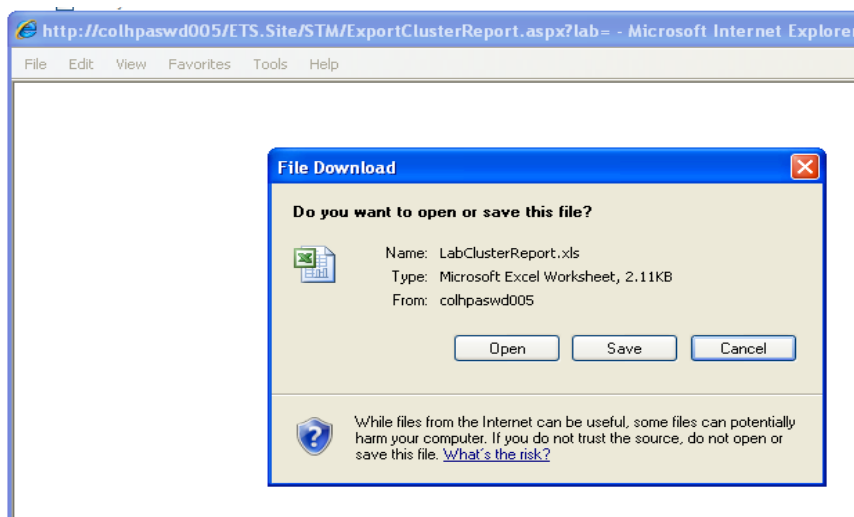 http://colhpaswd005/ETS.Site/STM/ExportClusterReport.aspx?lab= - Microsoft Internet Explorer
File Edit View Favorites Tools Help
File Download
Do you want to open or save this file?
Name: LabClusterReport.xls
Type: Microsoft Excel Worksheet, 2.11KB
From: colhpaswd005
Open Save Cancel
While files from the Internet can be useful, some files can potentially
harm your computer. If you do not trust the source, do not open or
save this file. What's the risk?